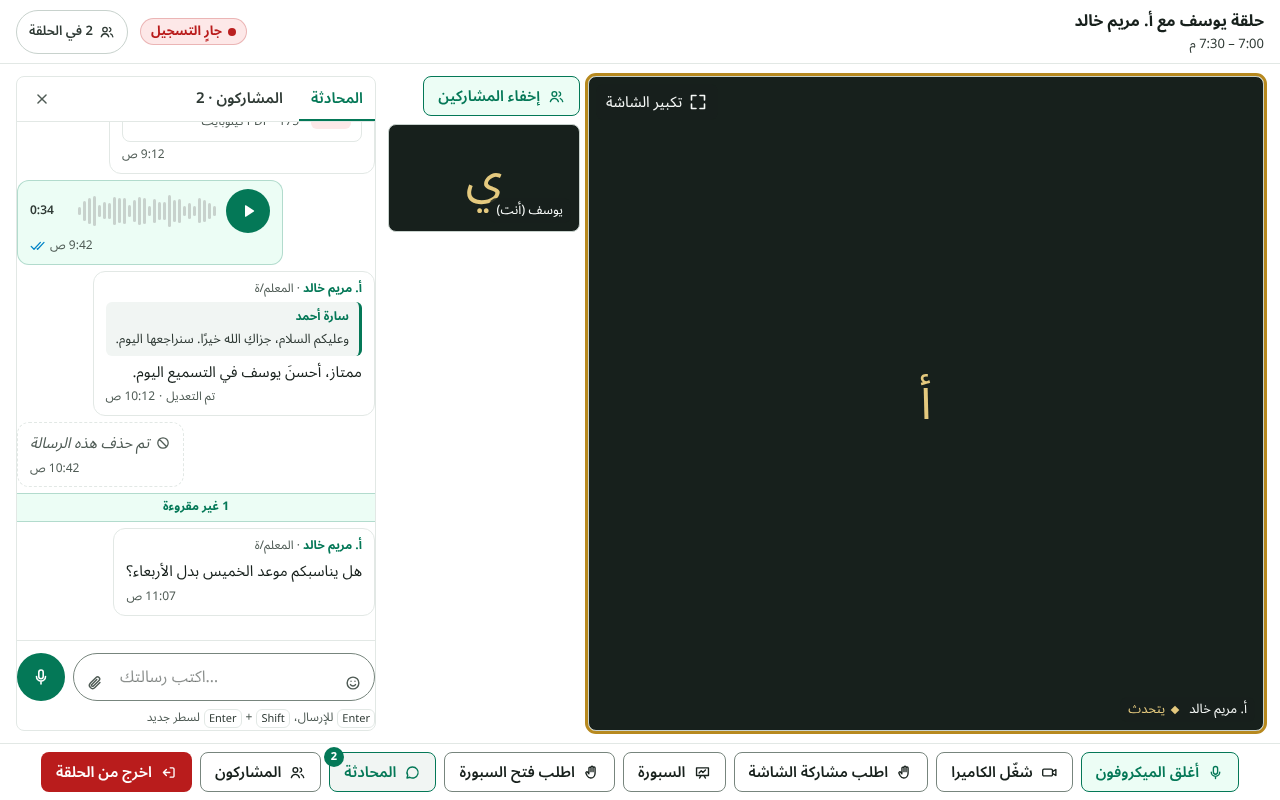 حلقة يوسف مع أ. مريم خالد
7:00 – 7:30 م
جارٍ التسجيل
2 في الحلقة
تكبير الشاشة
أ
أ. مريم خالد ◆ يتحدث
إخفاء المشاركين
ي
يوسف (أنت)
المحادثة
المشاركون · 2
9:12 ص
0:34
9:42 ص
أ. مريم خالد · المعلم/ة
سارة أحمد
وعليكم السلام، جزاكِ الله خيرًا. سنراجعها اليوم.
ممتاز، أحسنَ يوسف في التسميع اليوم.
تم التعديل · 10:12 ص
تم حذف هذه الرسالة
10:42 ص
1 غير مقروءة
أ. مريم خالد · المعلم/ة
هل يناسبكم موعد الخميس بدل الأربعاء؟
11:07 ص
اكتب رسالتك...
Enter للإرسال، Shift + Enter لسطر جديد
أغلق الميكروفون
شغّل الكاميرا
اطلب مشاركة الشاشة
السبورة
اطلب فتح السبورة
المحادثة
2
المشاركون
اخرج من الحلقة